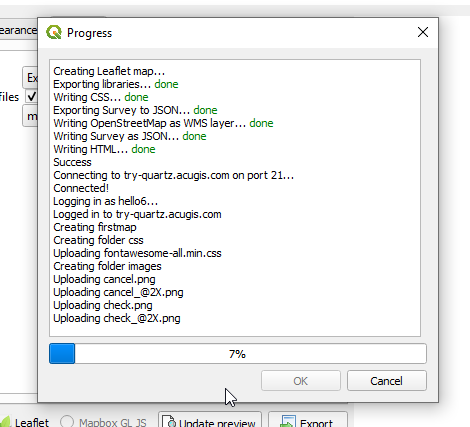 Progress
earance
Ex
files
m
Creating Leaflet map...
Exporting libraries... done
Writing CSS... done
Exporting Survey to JSON... done
Writing OpenStreetMap as WMS layer... done
Writing Survey as JSON... done
Writing HTML... done
Success
Connecting to try-quartz.acugis.com on port 21...
Connected!
Logging in as hello6...
Logged in to try-quartz.acugis.com
Creating firstmap
Creating folder css
Uploading fontawesome-all.min.css
Creating folder images
Uploading cancel.png
Uploading cancel_@2X.png
Uploading check.png
Uploading check_@2X.png
7%
OK Cancel
Leaflet Mapbox GL JS Update preview Export